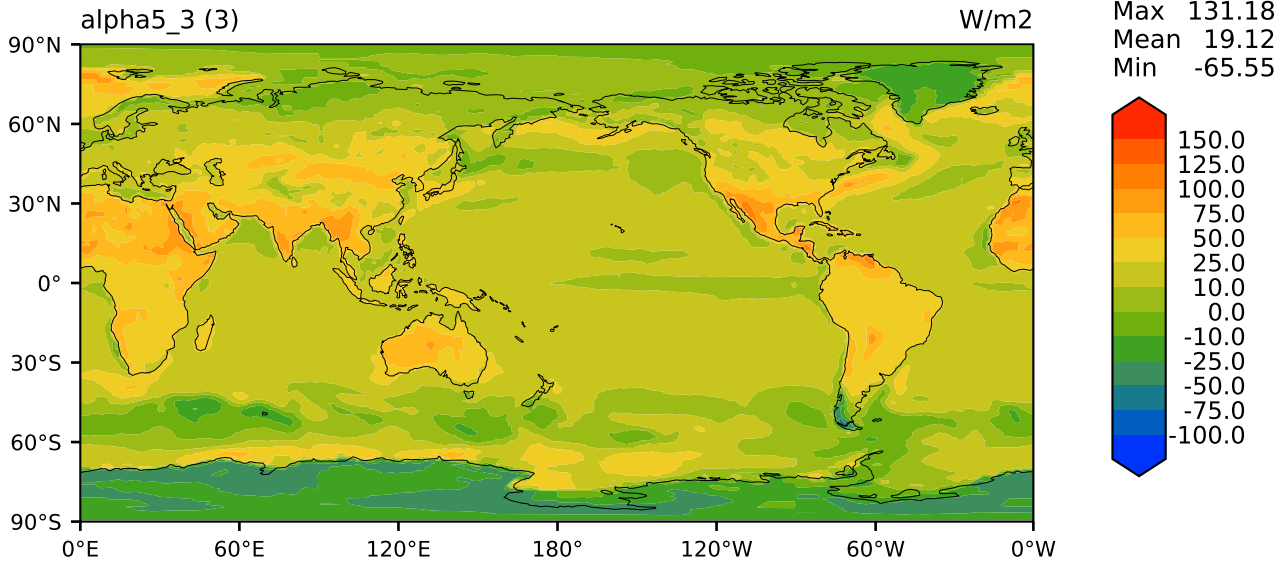 alpha5_3 (3)
W/m2
Max 131.18
Mean 19.12
Min -65.55
90°N
60°N
30°N
0°
30°S
60°S
90°S
0°E
60°E
120°E
180°
120°W
60°W
0°W
150.0
125.0
100.0
75.0
50.0
25.0
10.0
0.0
-10.0
-25.0
-50.0
-75.0
-100.0